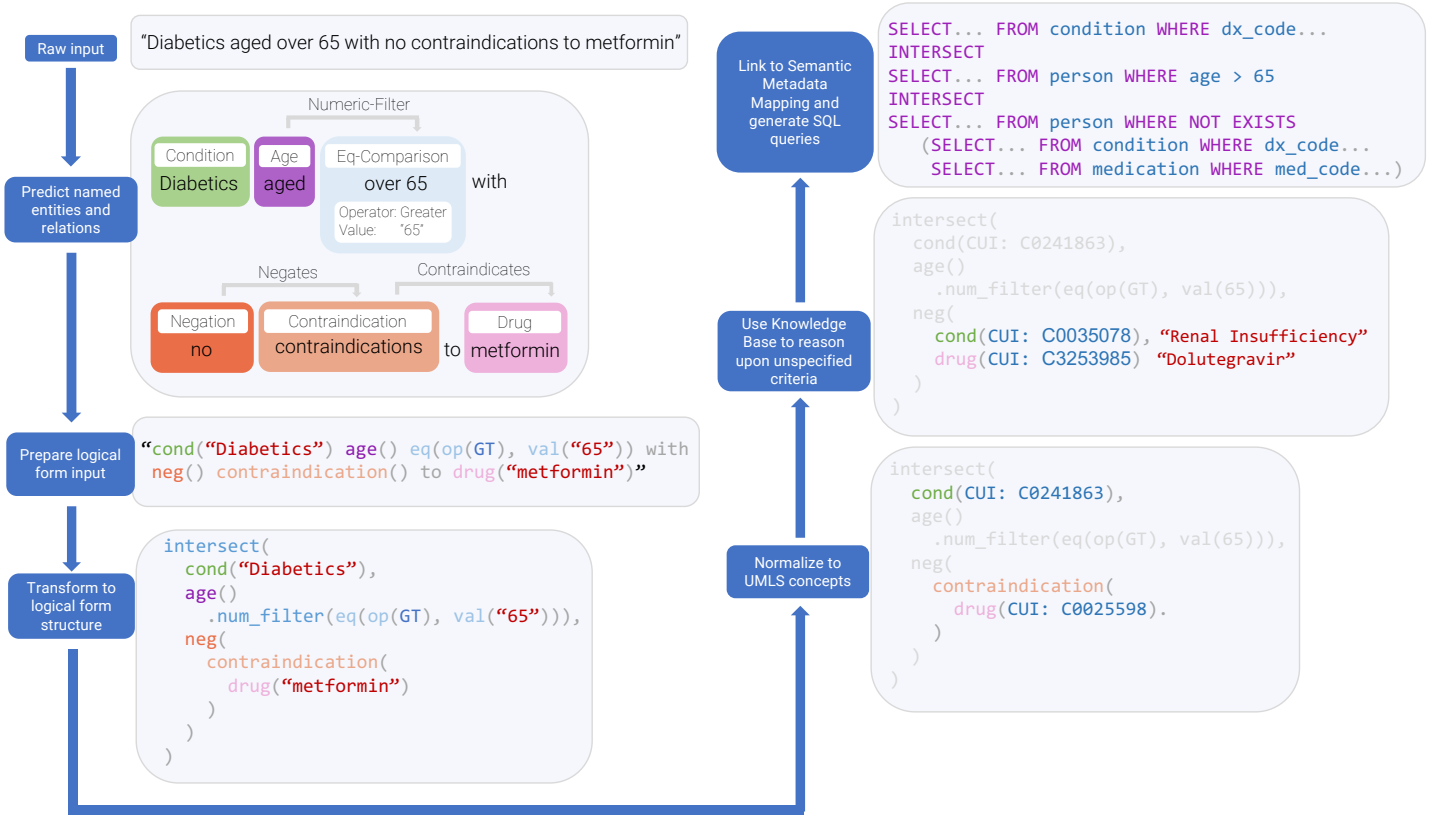 Raw input
“Diabetics aged over 65 with no contraindications to metformin”
Predict named
entities and
relations
Numeric-Filter
Condition
Diabetics
Age
aged
Eq-Comparison
over 65
Operator: Greater
Value: "65"
with
Negates
Contraindicates
Negation
no
Contraindication
contraindications
to
Drug
metformin
Prepare logical
form input
“cond(“Diabetics”) age() eq(op(GT), val(“65”)) with
neg() contraindication() to drug(“metformin”)”
Transform to
logical form
structure
intersect(
cond(“Diabetics”),
age()
.num_filter(eq(op(GT), val(“65”))),
neg(
contraindication(
drug(“metformin”)
)
)
)
Normalize to
UMLS concepts
intersect(
cond(CUI: C0241863),
age()
.num_filter(eq(op(GT), val(65))),
neg(
contraindication(
drug(CUI: C0025598).
)
)
)
Use Knowledge
Base to reason
upon unspecified
criteria
intersect(
cond(CUI: C0241863),
age()
.num_filter(eq(op(GT), val(65))),
neg(
cond(CUI: C0035078), “Renal Insufficiency”
drug(CUI: C3253985) “Dolutegravir”
)
)
Link to Semantic
Metadata
Mapping and
generate SQL
queries
SELECT... FROM condition WHERE dx_code...
INTERSECT
SELECT... FROM person WHERE age > 65
INTERSECT
SELECT... FROM person WHERE NOT EXISTS
(SELECT... FROM condition WHERE dx_code...
SELECT... FROM medication WHERE med_code...)